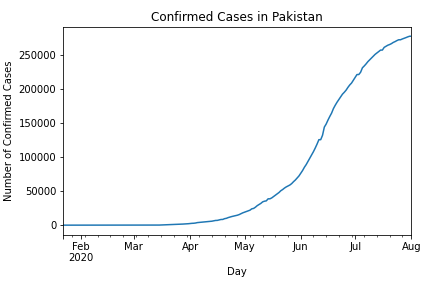 Confirmed Cases in Pakistan
Number of Confirmed Cases
250000
200000
150000
100000
50000
0
Feb Mar Apr May Jun Jul Aug
2020
Day